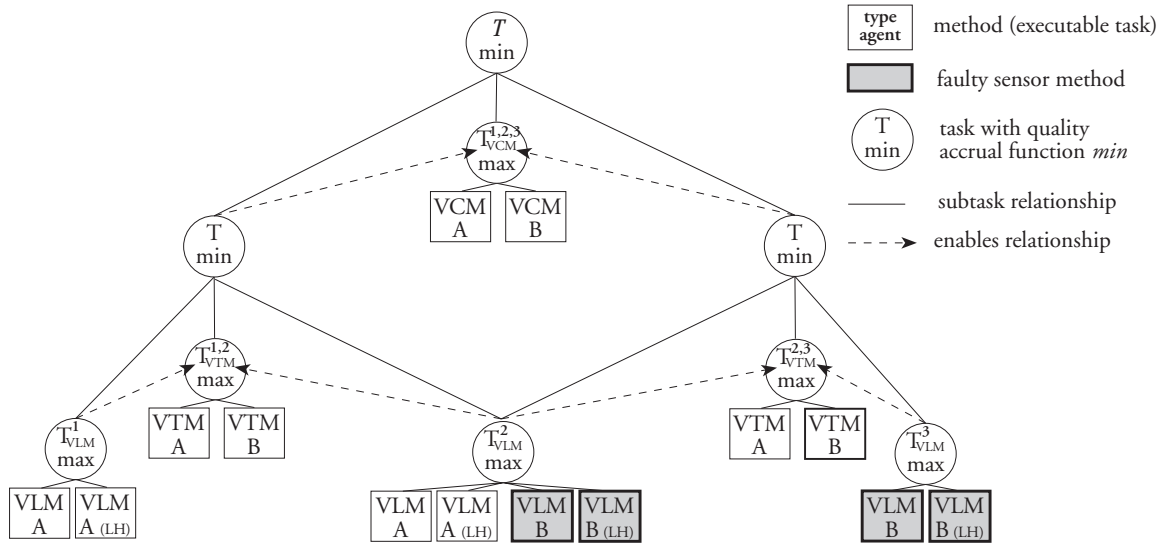 T
min
type
agent
method (executable task)
faulty sensor method
T
min
task with quality
accrual function min
subtask relationship
enables relationship
T1,2,3VCM
max
VCM
A
VCM
B
T
min
T
min
T1,2VTM
max
VTM
A
VTM
B
T2,3VTM
max
VTM
A
VTM
B
T1VLM
max
VLM
A
VLM
A (LH)
T2VLM
max
VLM
A
VLM
A (LH)
VLM
B
VLM
B (LH)
T3VLM
max
VLM
B
VLM
B (LH)